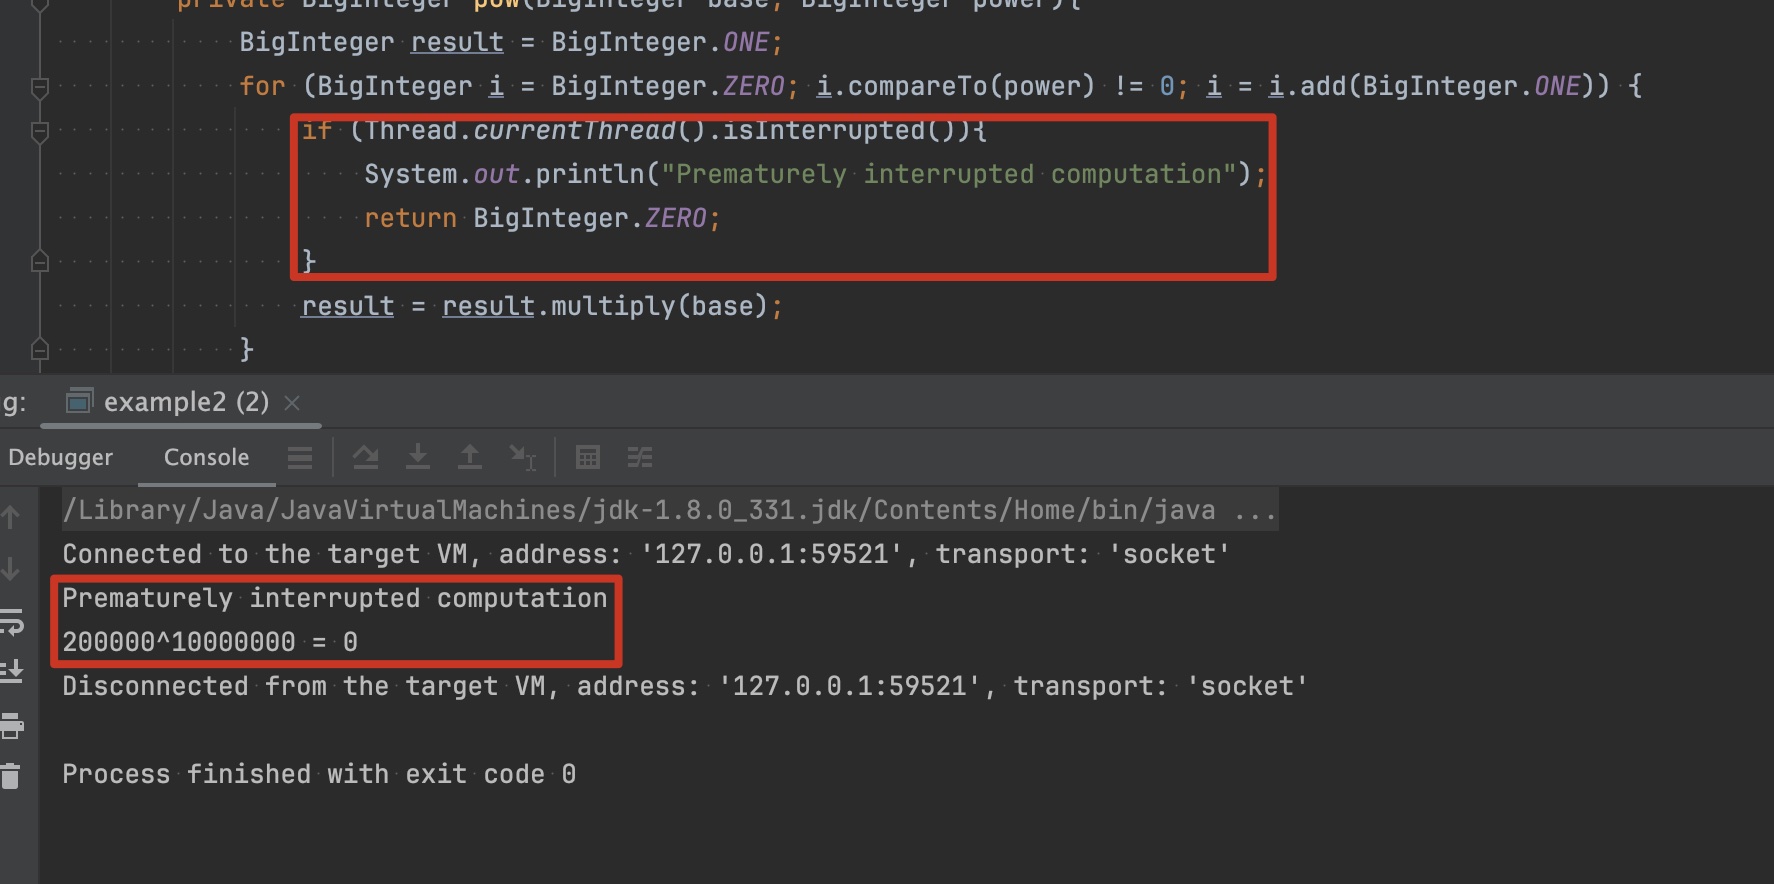 private BigInteger pow(BigInteger base, BigInteger power){
BigInteger result = BigInteger.ONE;
for (BigInteger i = BigInteger.ZERO; i.compareTo(power) != 0; i = i.add(BigInteger.ONE)) {
if (Thread.currentThread().isInterrupted()){
System.out.println("Prematurely interrupted computation");
return BigInteger.ZERO;
}
result = result.multiply(base);
}
g: example2 (2)
Debugger Console
/Library/Java/JavaVirtualMachines/jdk-1.8.0_331.jdk/Contents/Home/bin/java ...
Connected to the target VM, address: '127.0.0.1:59521', transport: 'socket'
Prematurely interrupted computation
200000^10000000 = 0
Disconnected from the target VM, address: '127.0.0.1:59521', transport: 'socket'
Process finished with exit code 0